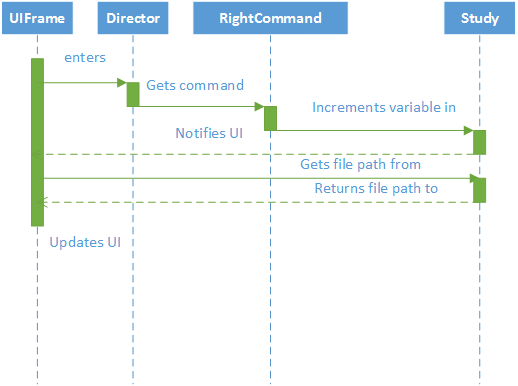 UIFrame
Director
RightCommand
Study
enters
Gets command
Increments variable in
Notifies UI
Gets file path from
Returns file path to
Updates UI